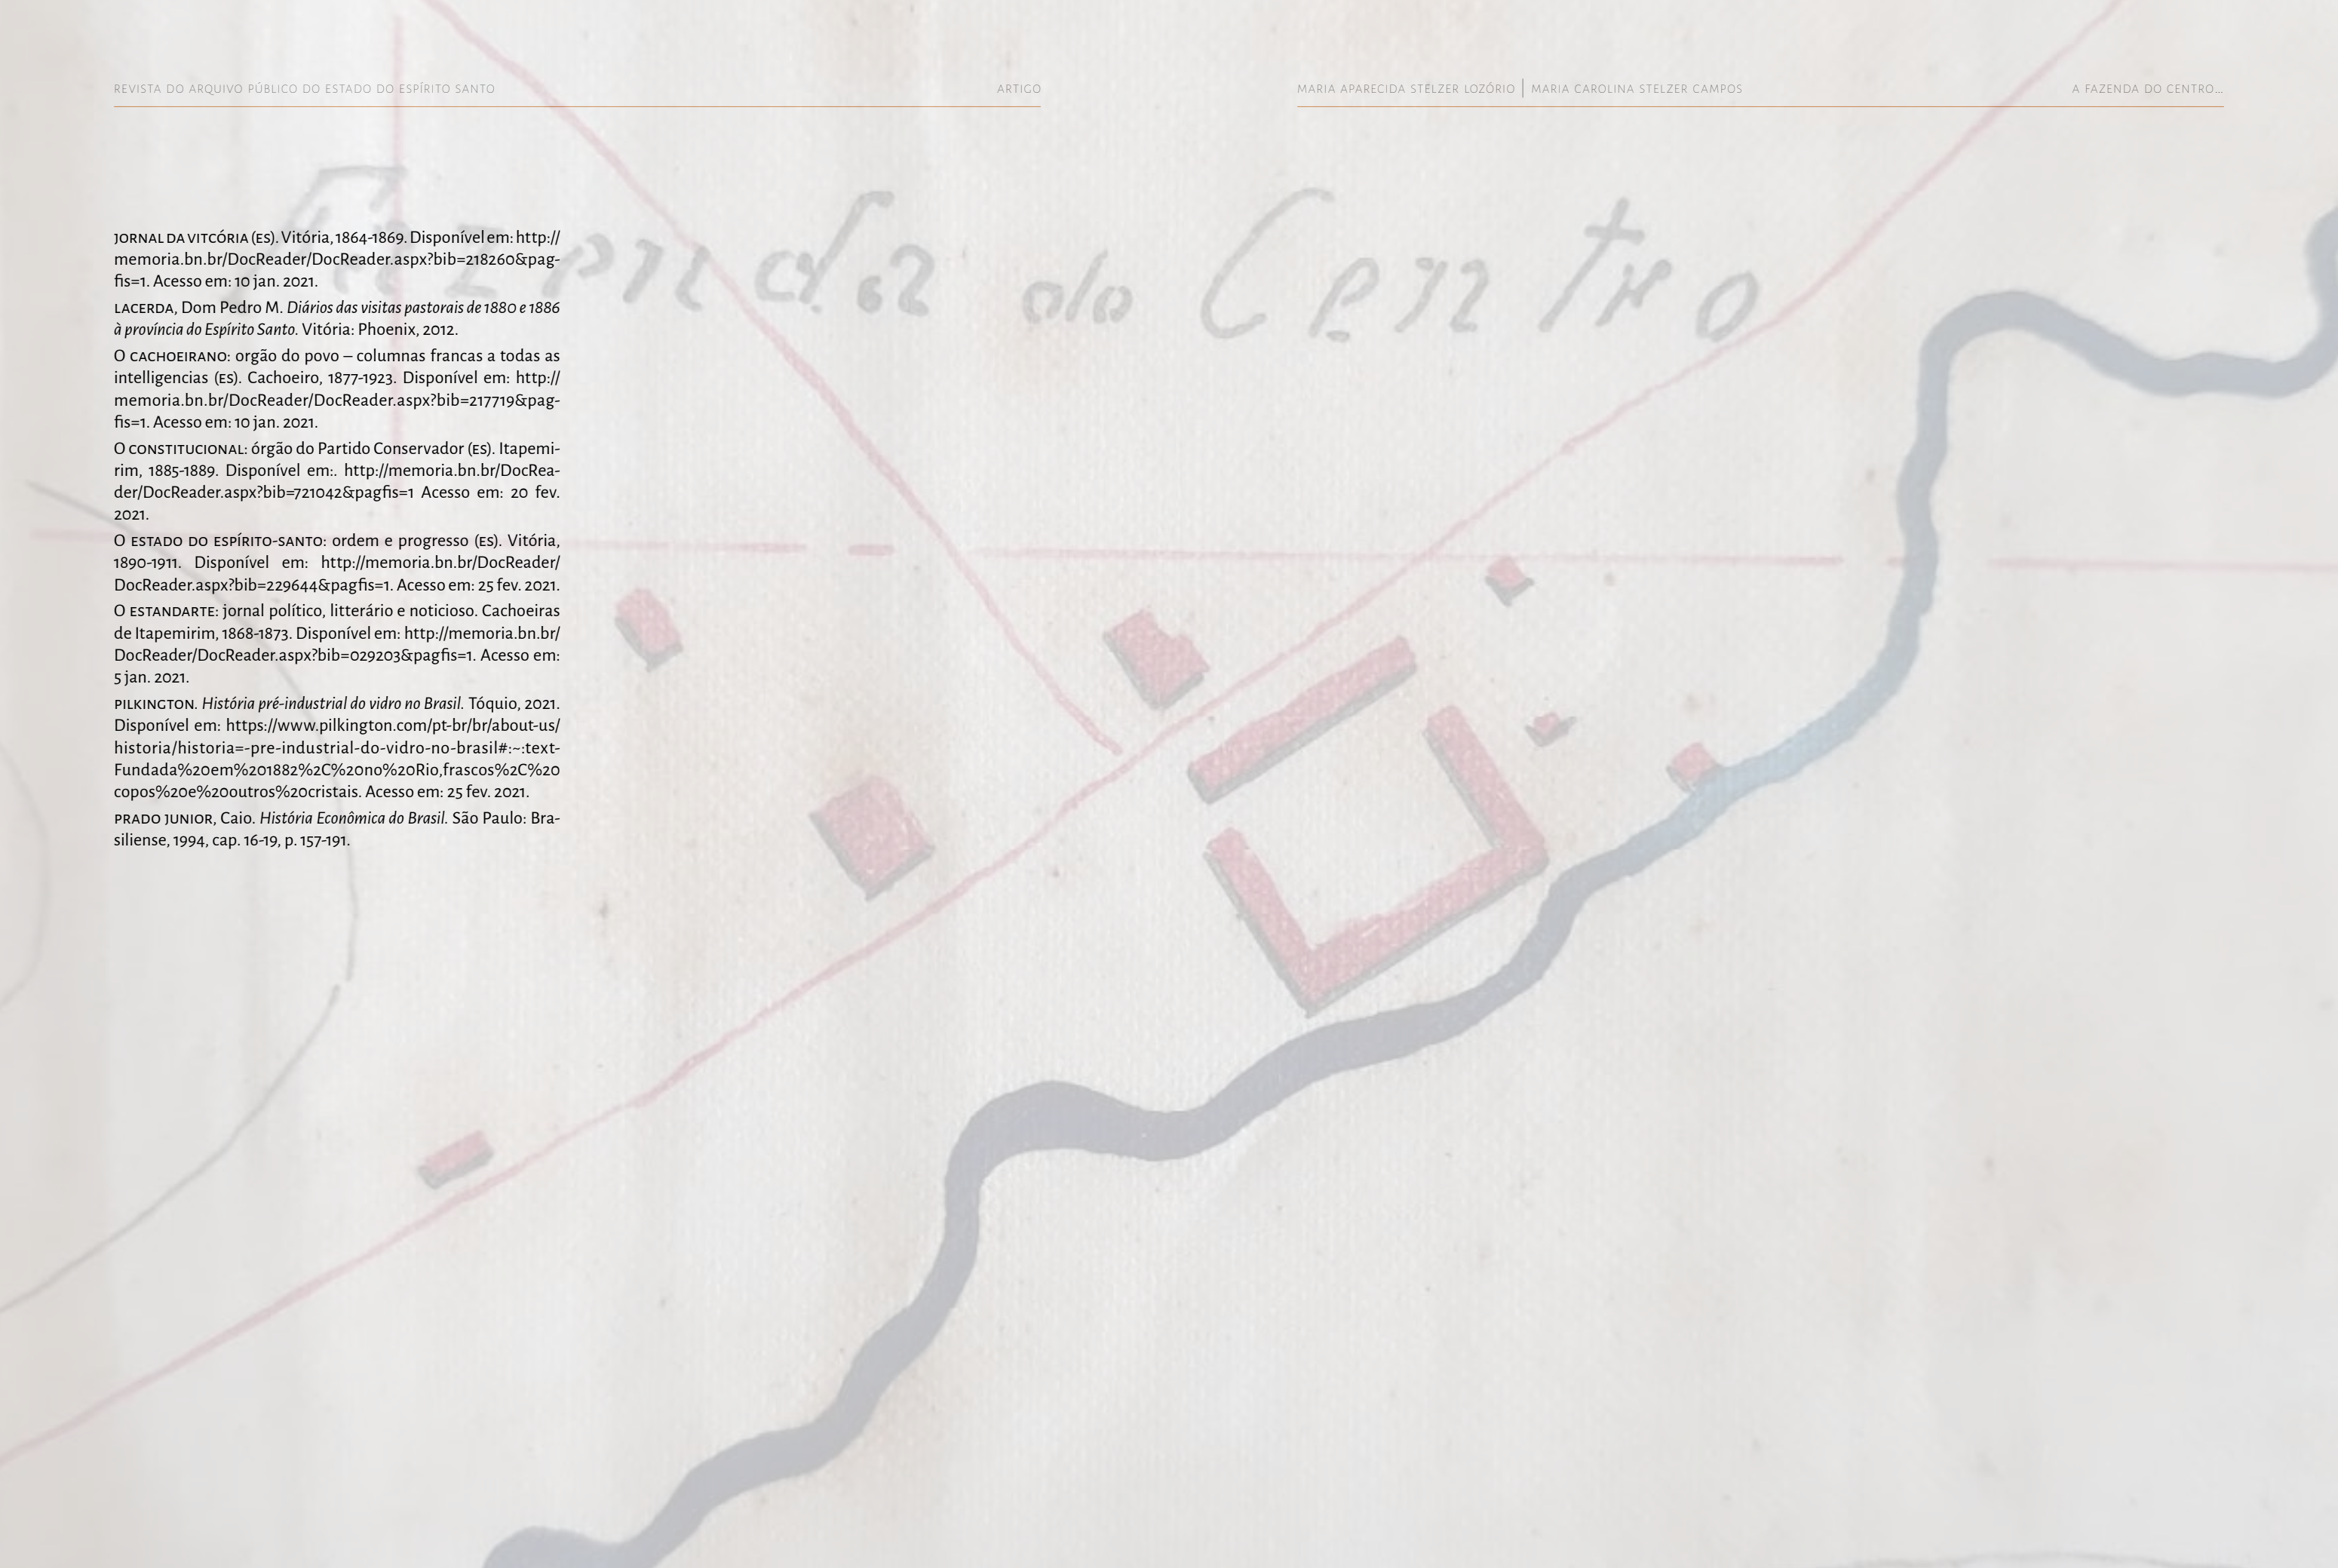 REVISTA DO ARQUIVO PÚBLICO DO ESTADO DO ESPÍRITO SANTO
ARTIGO
MARIA APARECIDA STÊLZER LOZÓRIO | MARIA CAROLINA STELZER CAMPOS
A FAZENDA DO CENTRO...
Fazenda do Centro
JORNAL DA VITCÓRIA (ES). Vitória, 1864-1869. Disponível em: http://
memoria.bn.br/DocReader/DocReader.aspx?bib=218260&pag-
fis=1. Acesso em: 10 jan. 2021.
LACERDA, Dom Pedro M. Diários das visitas pastorais de 1880 e 1886
à província do Espírito Santo. Vitória: Phoenix, 2012.
O CACHOEIRANO: orgão do povo – columnas francas a todas as
intelligencias (ES). Cachoeiro, 1877-1923. Disponível em: http://
memoria.bn.br/DocReader/DocReader.aspx?bib=217719&pag-
fis=1. Acesso em: 10 jan. 2021.
O CONSTITUCIONAL: órgão do Partido Conservador (ES). Itapemi-
rim, 1885-1889. Disponível em:. http://memoria.bn.br/DocRea-
der/DocReader.aspx?bib=721042&pagfis=1 Acesso em: 20 fev.
2021.
O ESTADO DO ESPÍRITO-SANTO: ordem e progresso (ES). Vitória,
1890-1911. Disponível em: http://memoria.bn.br/DocReader/
DocReader.aspx?bib=229644&pagfis=1. Acesso em: 25 fev. 2021.
O ESTANDARTE: jornal político, litterário e noticioso. Cachoeiras
de Itapemirim, 1868-1873. Disponível em: http://memoria.bn.br/
DocReader/DocReader.aspx?bib=029203&pagfis=1. Acesso em:
5 jan. 2021.
PILKINGTON. História pré-industrial do vidro no Brasil. Tóquio, 2021.
Disponível em: https://www.pilkington.com/pt-br/br/about-us/
historia/historia=-pre-industrial-do-vidro-no-brasil#:~:text-
Fundada%20em%201882%2C%20no%20Rio,frascos%2C%20
copos%20e%20outros%20cristais. Acesso em: 25 fev. 2021.
PRADO JUNIOR, Caio. História Econômica do Brasil. São Paulo: Bra-
siliense, 1994, cap. 16-19, p. 157-191.